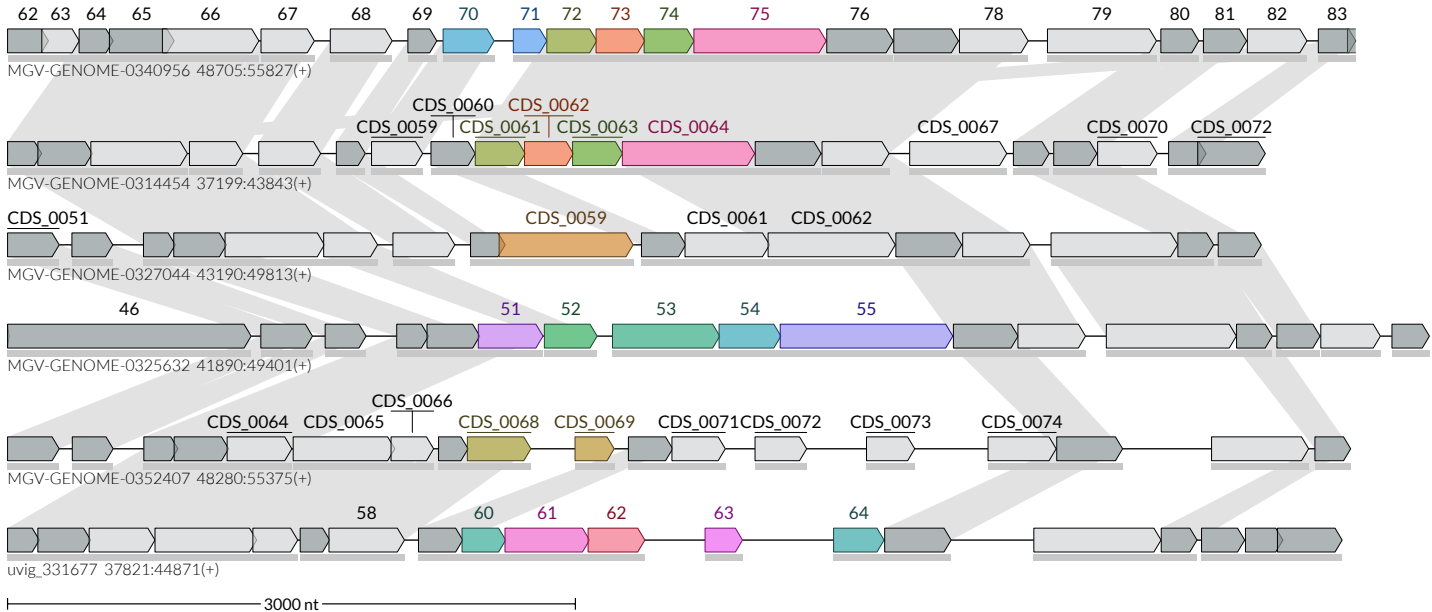 62 63 64 65 66 67 68 69 70 71 72 73 74 75 76 78 79 80 81 82 83
MGV-GENOME-0340956 48705:55827(+)
CDS_0060 CDS_0062
CDS_0059 CDS_0061 CDS_0063 CDS_0064 CDS_0067 CDS_0070 CDS_0072
MGV-GENOME-0314454 37199:43843(+)
CDS_0051 CDS_0059 CDS_0061 CDS_0062
MGV-GENOME-0327044 43190:49813(+)
46 51 52 53 54 55
MGV-GENOME-0325632 41890:49401(+)
CDS_0066
CDS_0064 CDS_0065 CDS_0068 CDS_0069 CDS_0071 CDS_0072 CDS_0073 CDS_0074
MGV-GENOME-0352407 48280:55375(+)
58 60 61 62 63 64
uvig_331677 37821:44871(+)
3000 nt